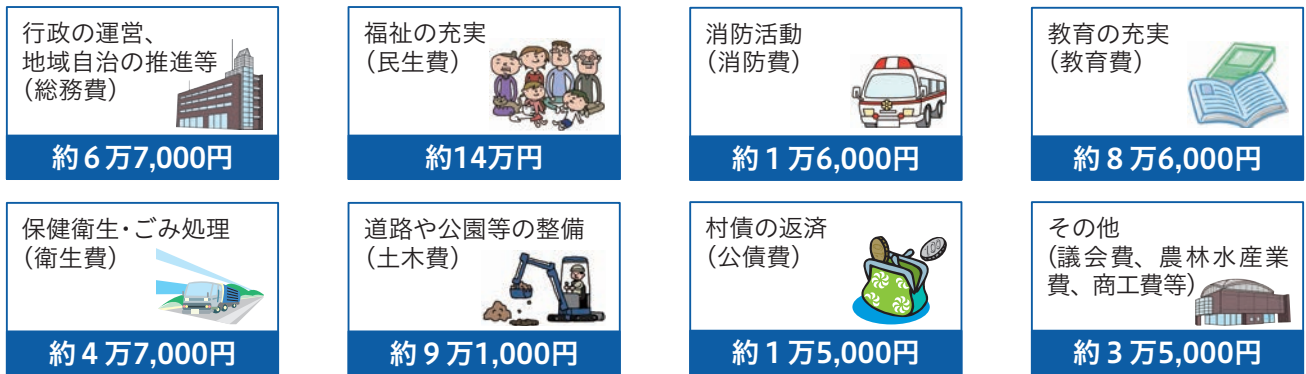 行政の運営、
地域自治の推進等
（総務費）
約６万7,000円
福祉の充実
（民生費）
約14万円
消防活動
（消防費）
約１万6,000円
教育の充実
（教育費）
約８万6,000円
保健衛生・ごみ処理
（衛生費）
約４万7,000円
道路や公園等の整備
（土木費）
約９万1,000円
村債の返済
（公債費）
100
約１万5,000円
その他
（議会費、農林水産業
費、商工費等）
約３万5,000円